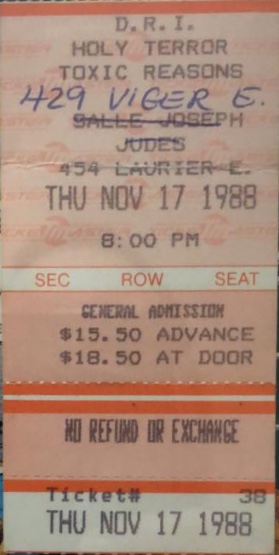 D.R.I.
HOLY TERROR
TOXIC REASONS
429 VIGER E.
SALLE JOSEPH
JUDES
454 LAURIER E.
THU NOV 17 1988
8:00 PM
SEC ROW SEAT
GENERAL ADMISSION
$15.50 ADVANCE
$18.50 AT DOOR
NO REFUND OR EXCHANGE
Ticket# 38
THU NOV 17 1988